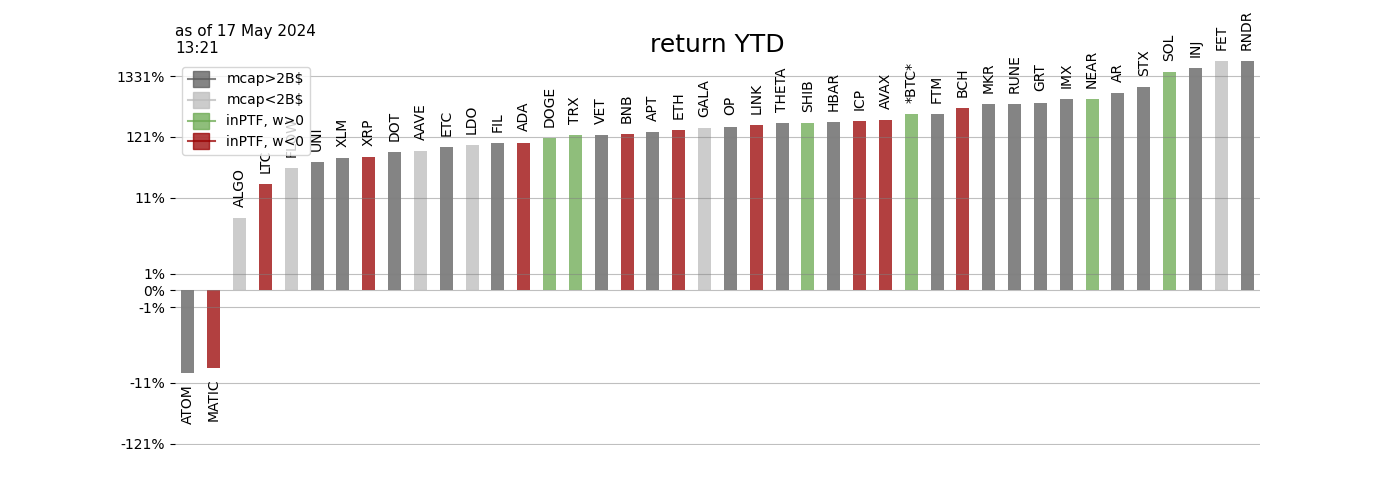 as of 17 May 2024
13:21
return YTD
mcap>2B$
mcap<2B$
inPTF, w>0
inPTF, w<0
1331%
121%
11%
1%
0%
-1%
-11%
-121%
ATOM
MATIC
ALGO
LTC
FLOW
UNI
XLM
XRP
DOT
AAVE
ETC
LDO
FIL
ADA
DOGE
TRX
VET
BNB
APT
ETH
GALA
OP
LINK
THETA
SHIB
HBAR
ICP
AVAX
*BTC*
FTM
BCH
MKR
RUNE
GRT
IMX
NEAR
AR
STX
SOL
INJ
FET
RNDR